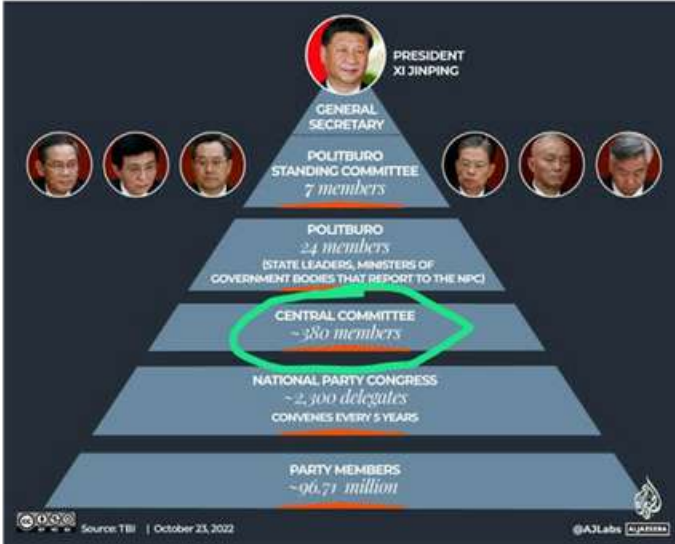 PRESIDENT
XI JINPING
GENERAL
SECRETARY
POLITBURO
STANDING COMMITTEE
7 members
POLITBURO
24 members
(STATE LEADERS, MINISTERS OF
GOVERNMENT BODIES THAT REPORT TO THE NPC)
CENTRAL COMMITTEE
~380 members
NATIONAL PARTY CONGRESS
~2,300 delegates
CONVENES EVERY 5 YEARS
PARTY MEMBERS
~96.71 million
Source: TBI | October 23, 2022
@AJLabs ALJAZEERA